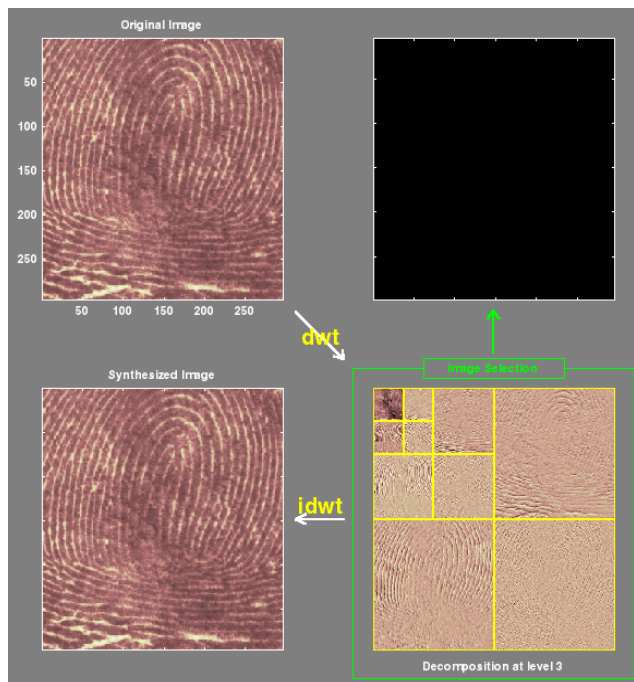 Original Image
50
100
150
200
250
50 100 150 200 250
dwt
Image Selection
Synthesized Image
idwt
Decomposition at level 3